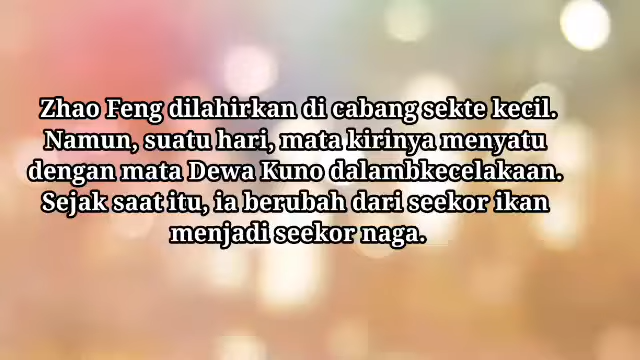 Zhao Feng dilahirkan di cabang sekte kecil.
Namun, suatu hari, mata kirinya menyatu
dengan mata Dewa Kuno dalambkecelakaan.
Sejak saat itu, ia berubah dari seekor ikan
menjadi seekor naga.